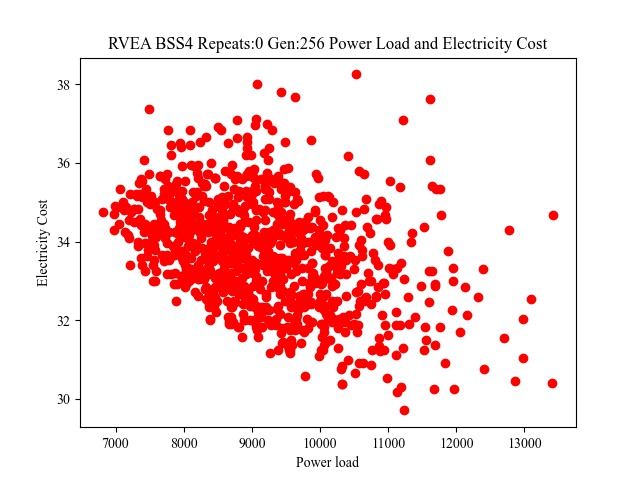 RVEA BSS4 Repeats:0 Gen:256 Power Load and Electricity Cost
38
36
34
32
30
Electricity Cost
7000 8000 9000 10000 11000 12000 13000
Power load